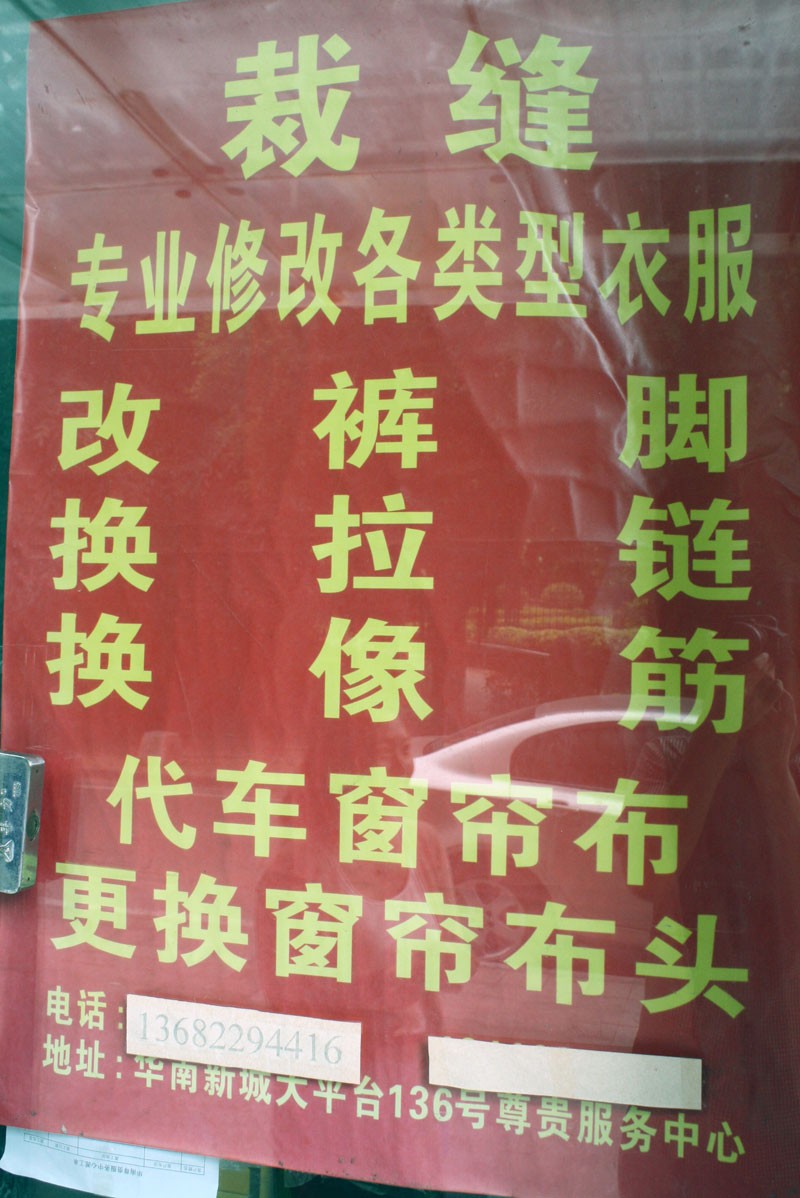 裁缝
专业修改各类型衣服
改裤脚
换拉链
换像筋
代车窗帘布
更换窗帘布头
电话：13682294416
地址：华南新城大平台136号尊贵服务中心